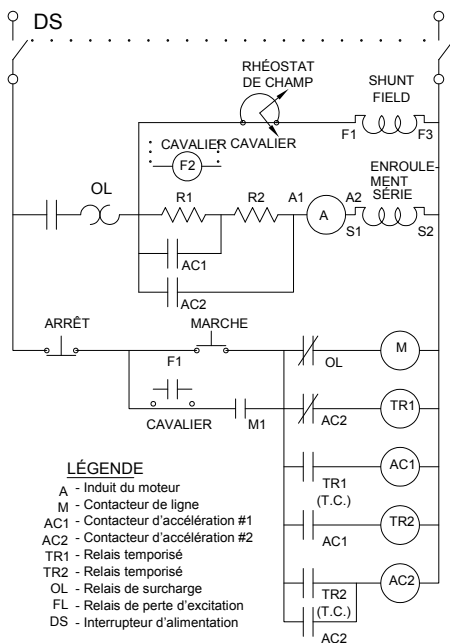 DS
RHÉOSTAT
DE CHAMP
SHUNT
FIELD
F1 F3
CAVALIER CAVALIER
F2
ENROULE-
MENT
SÉRIE
OL
R1 R2 A1 A A2
S1 S2
AC1
AC2
ARRÊT MARCHE
F1
OL M
CAVALIER M1 AC2 TR1
TR1
(T.C.)
AC1
AC1 TR2
TR2
(T.C.)
AC2
AC2
LÉGENDE
A - Induit du moteur
M - Contacteur de ligne
AC1 - Contacteur d'accélération #1
AC2 - Contacteur d'accélération #2
TR1 - Relais temporisé
TR2 - Relais temporisé
OL - Relais de surcharge
FL - Relais de perte d'excitation
DS - Interrupteur d'alimentation